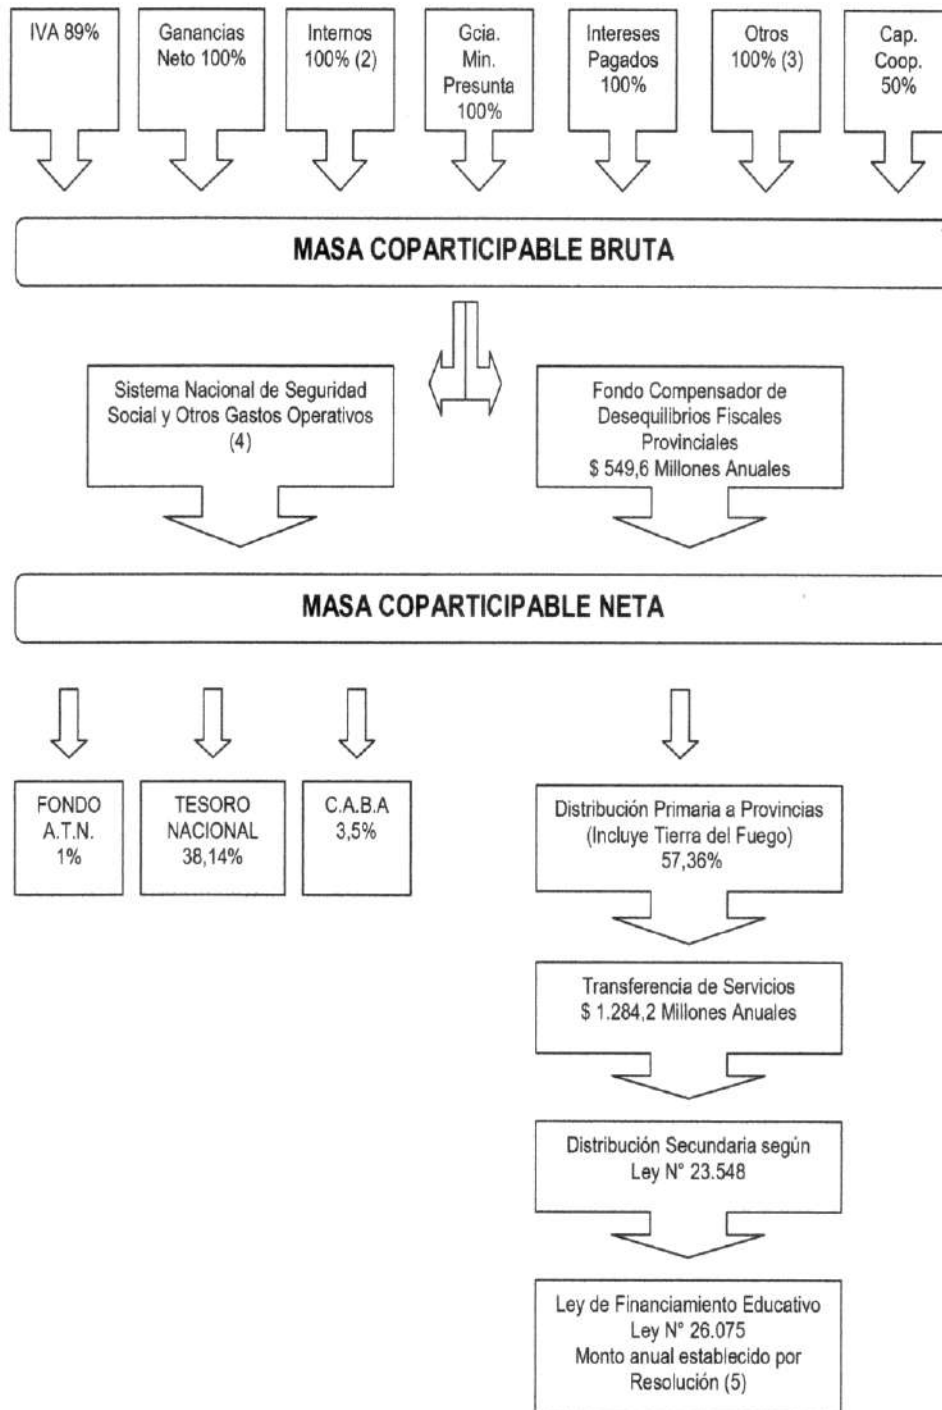 IVA 89%
Ganancias
Neto 100%
Internos
100% (2)
Gcia.
Min.
Presunta
100%
Intereses
Pagados
100%
Otros
100% (3)
Cap.
Coop.
50%
MASA COPARTICIPABLE BRUTA
Sistema Nacional de Seguridad
Social y Otros Gastos Operativos
(4)
Fondo Compensador de
Desequilibrios Fiscales
Provinciales
$ 549,6 Millones Anuales
MASA COPARTICIPABLE NETA
FONDO
A.T.N.
1%
TESORO
NACIONAL
38,14%
C.A.B.A
3,5%
Distribución Primaria a Provincias
(Incluye Tierra del Fuego)
57,36%
Transferencia de Servicios
$ 1.284,2 Millones Anuales
Distribución Secundaria según
Ley N° 23.548
Ley de Financiamiento Educativo
Ley N° 26.075
Monto anual establecido por
Resolución (5)